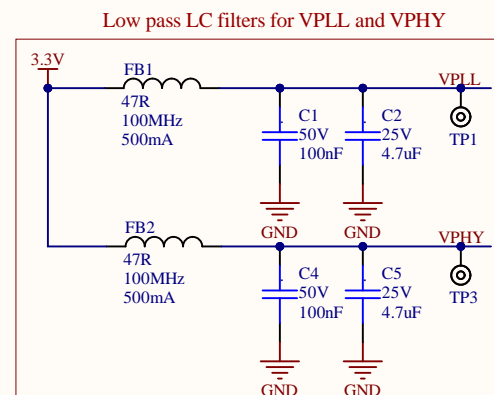 Low pass LC filters for VPLL and VPHY
3.3V
FB1
47R
100MHz
500mA
C1
50V
100nF
C2
25V
4.7uF
VPLL
TP1
GND
GND
FB2
47R
100MHz
500mA
C4
50V
100nF
C5
25V
4.7uF
VPHY
TP3
GND
GND